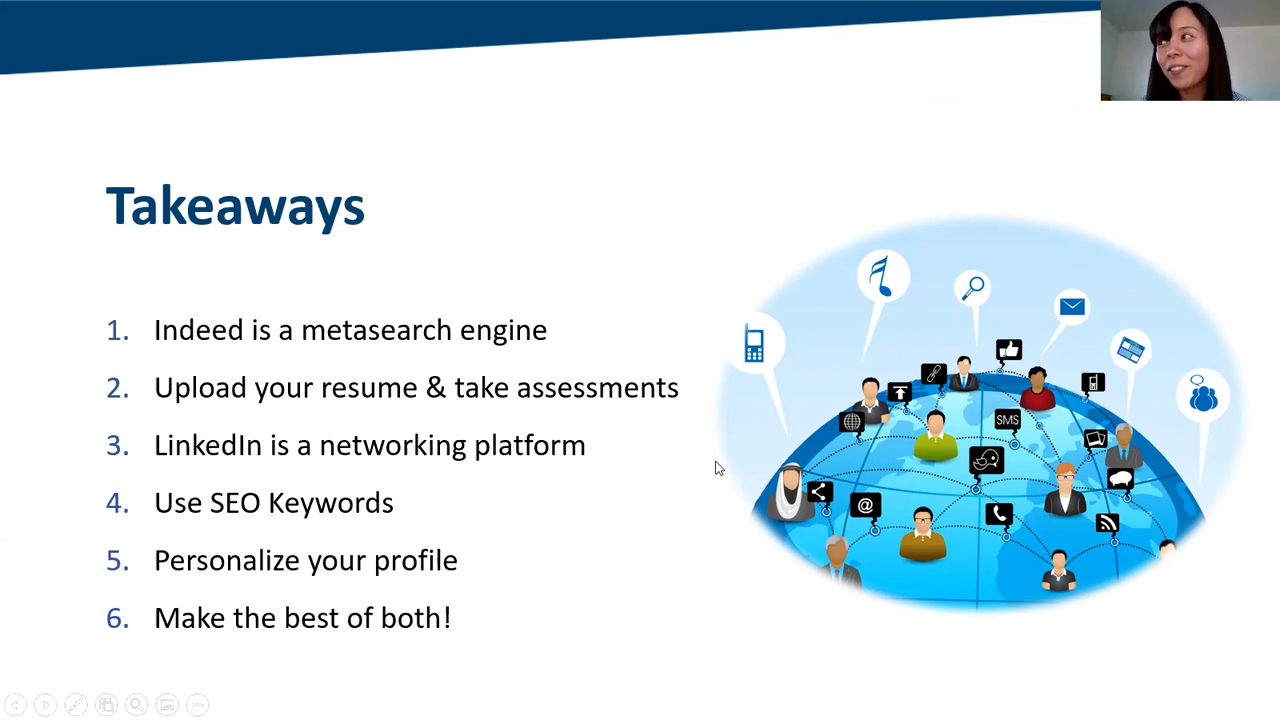 Takeaways
1. Indeed is a metasearch engine
2. Upload your resume & take assessments
3. LinkedIn is a networking platform
4. Use SEO Keywords
5. Personalize your profile
6. Make the best of both!
SMS
@